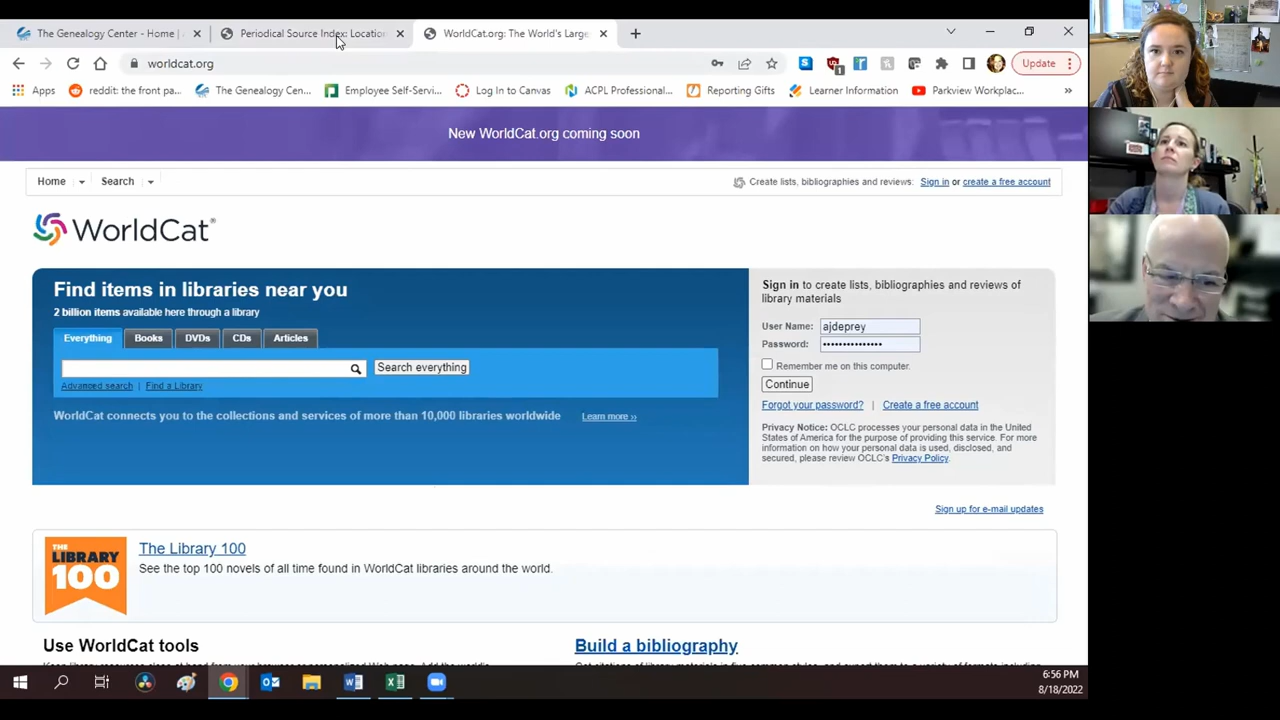 The Genealogy Center - Home |
Periodical Source Index: Location
WorldCat.org: The World's Large
worldcat.org
Update
Apps
reddit: the front pa...
The Genealogy Cen...
Employee Self-Servi...
Log In to Canvas
ACPL Professional...
Reporting Gifts
Learner Information
Parkview Workplac...
New WorldCat.org coming soon
Home
Search
Create lists, bibliographies and reviews: Sign in or create a free account
WorldCat®
Find items in libraries near you
2 billion items available here through a library
Everything
Books
DVDs
CDs
Articles
Search everything
Advanced search | Find a Library
WorldCat connects you to the collections and services of more than 10,000 libraries worldwide
Learn more ››
Sign in to create lists, bibliographies and reviews of
library materials
User Name: ajdeprey
Password: •••••••••••••••
Remember me on this computer.
Continue
Forgot your password? | Create a free account
Privacy Notice: OCLC processes your personal data in the United
States of America for the purpose of providing this service. For more
information on how your personal data is used, disclosed, and
secured, please review OCLC's Privacy Policy.
Sign up for e-mail updates
THE
LIBRARY
100
The Library 100
See the top 100 novels of all time found in WorldCat libraries around the world.
Use WorldCat tools
Build a bibliography
6:56 PM
8/18/2022